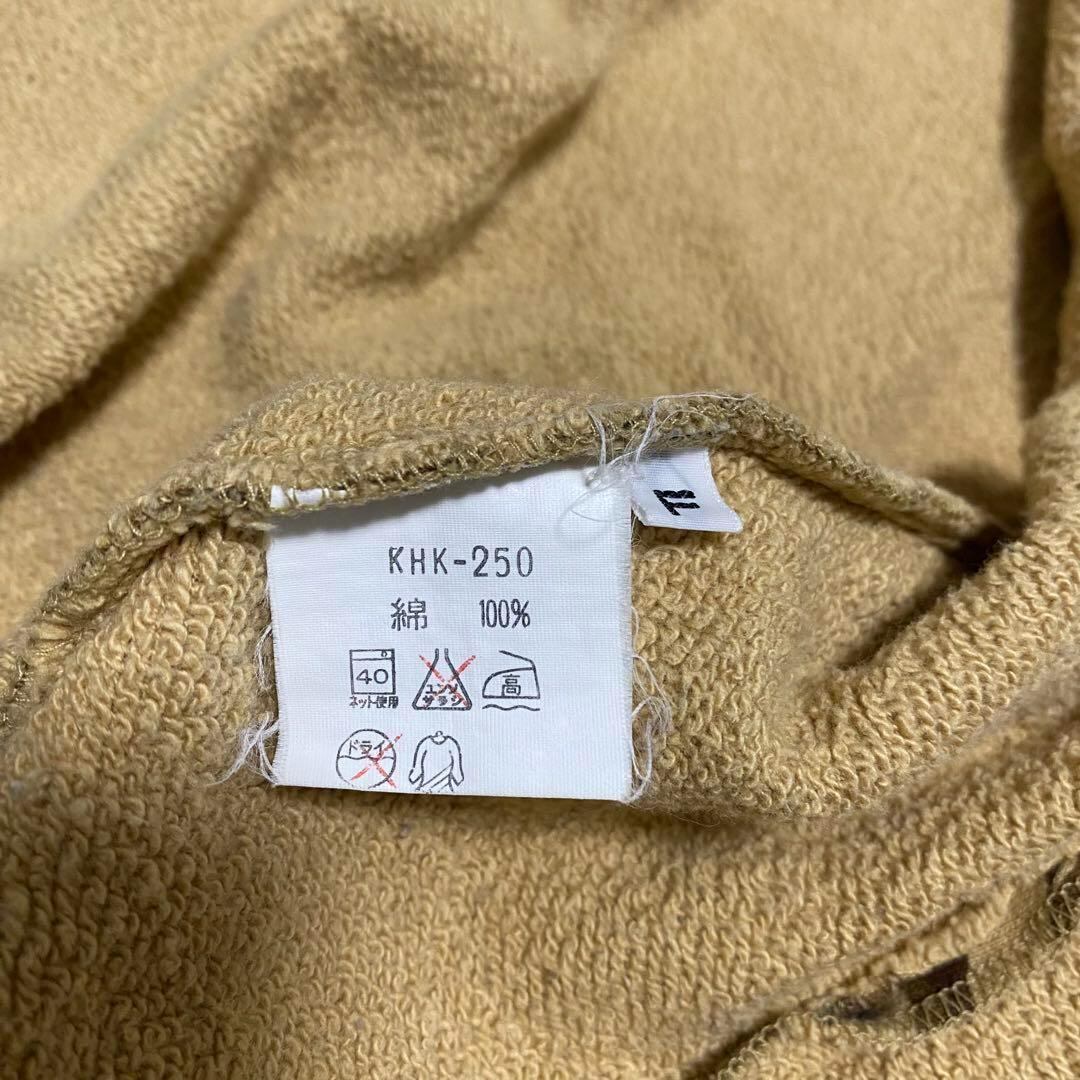 KHK-250
綿 100%
40 エンソ 高
ネット使用 サラシ
ドライ